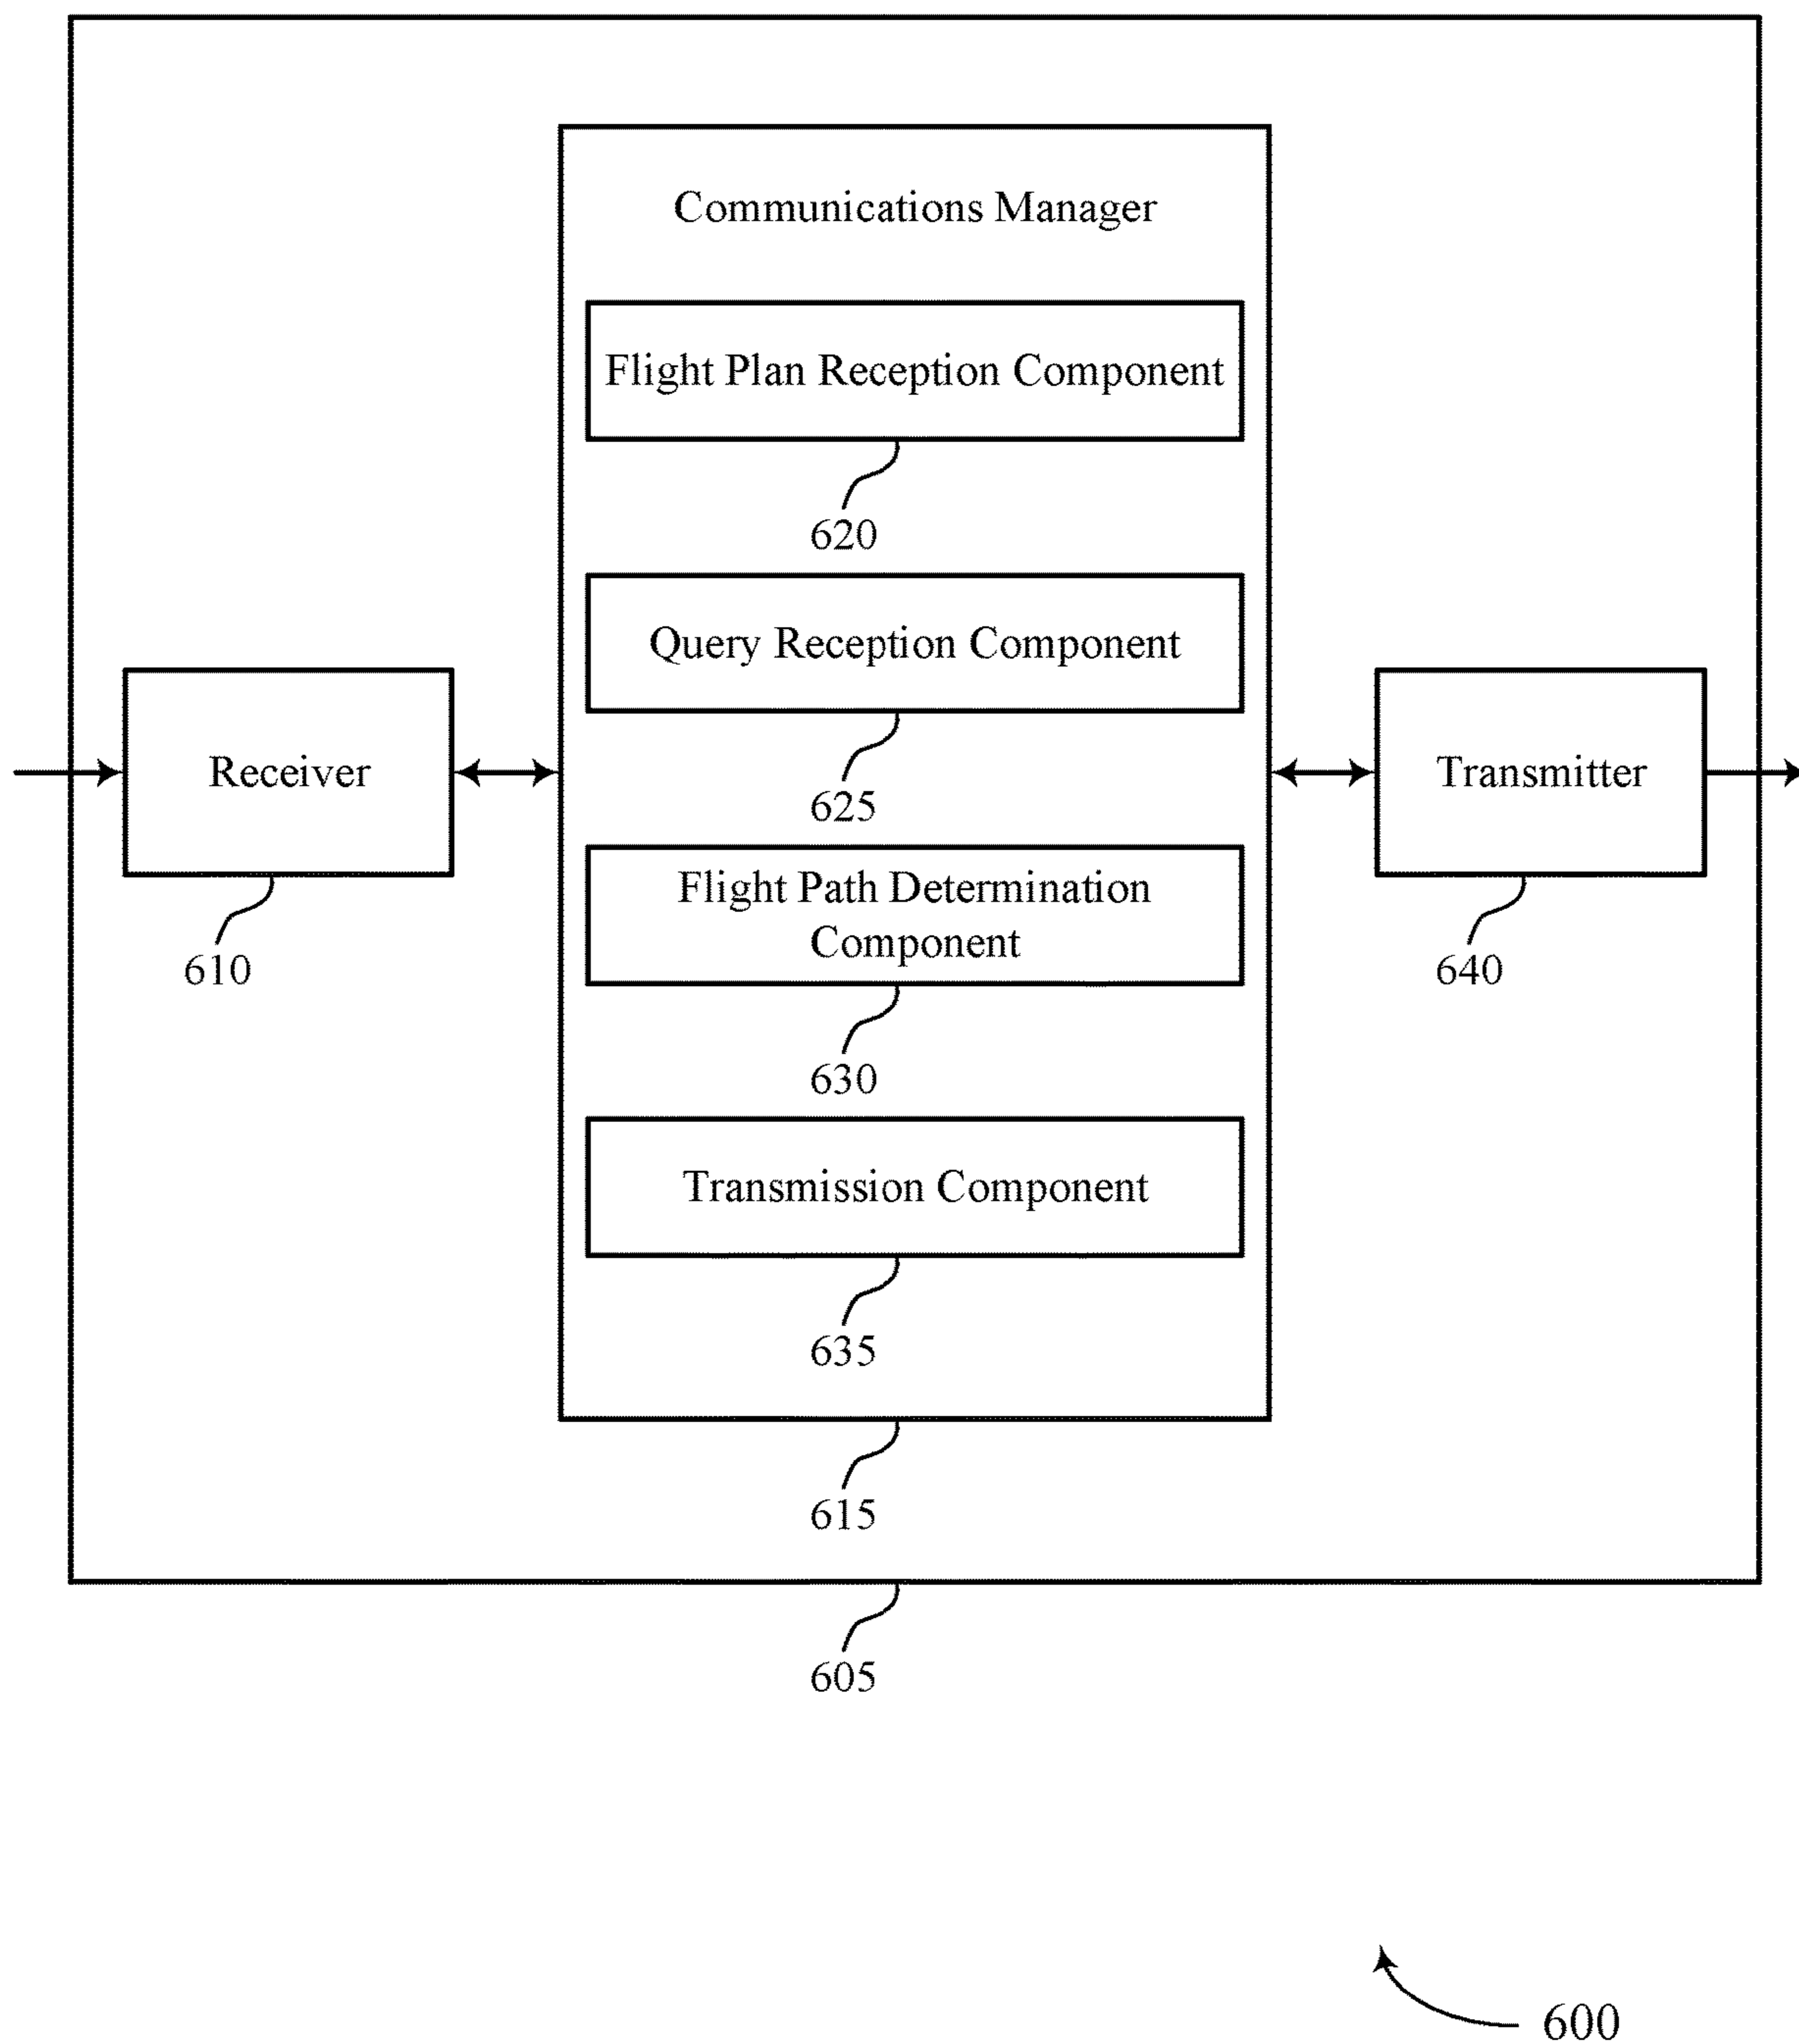 Communications Manager
Flight Plan Reception Component
620
Query Reception Component
625
Receiver
610
Transmitter
640
Flight Path Determination
Component
630
Transmission Component
635
615
605
600